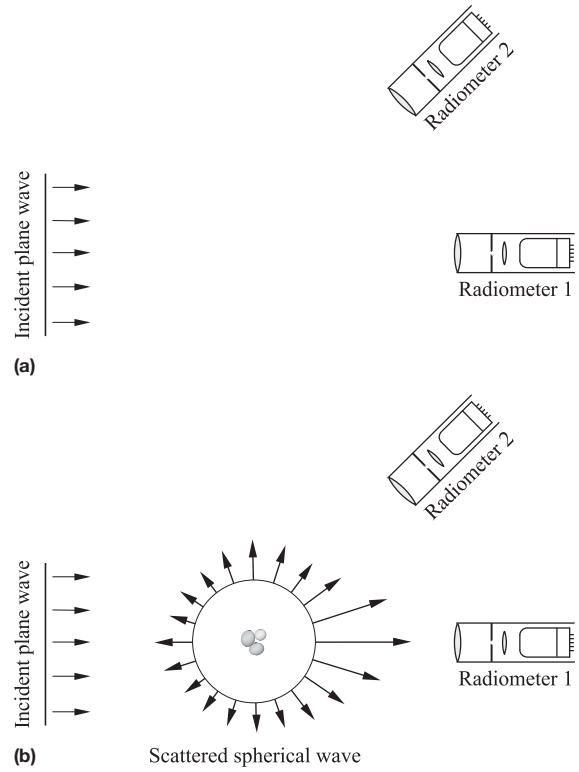 Radiometer 2
Incident plane wave
Radiometer 1
(a)
Radiometer 2
Incident plane wave
Radiometer 1
(b)
Scattered spherical wave